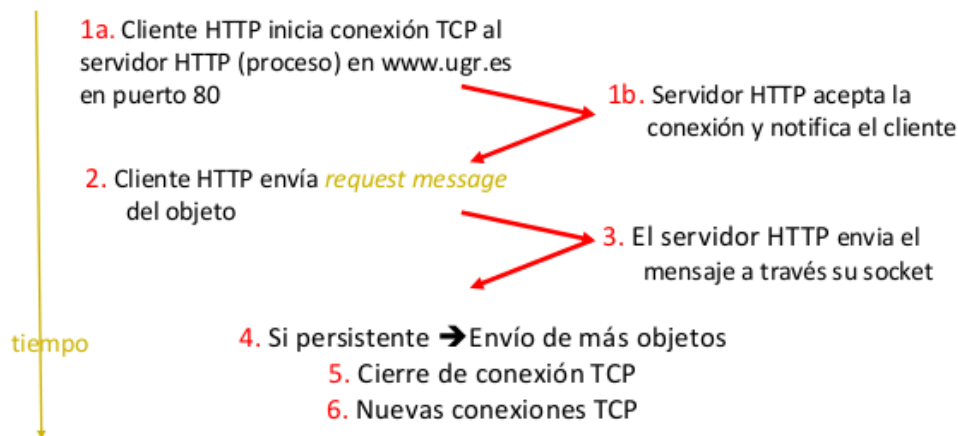 1a. Cliente HTTP inicia conexión TCP al
servidor HTTP (proceso) en www.ugr.es
en puerto 80
1b. Servidor HTTP acepta la
conexión y notifica el cliente
2. Cliente HTTP envía request message
del objeto
3. El servidor HTTP envia el
mensaje a través su socket
tiempo
4. Si persistente ➔Envío de más objetos
5. Cierre de conexión TCP
6. Nuevas conexiones TCP